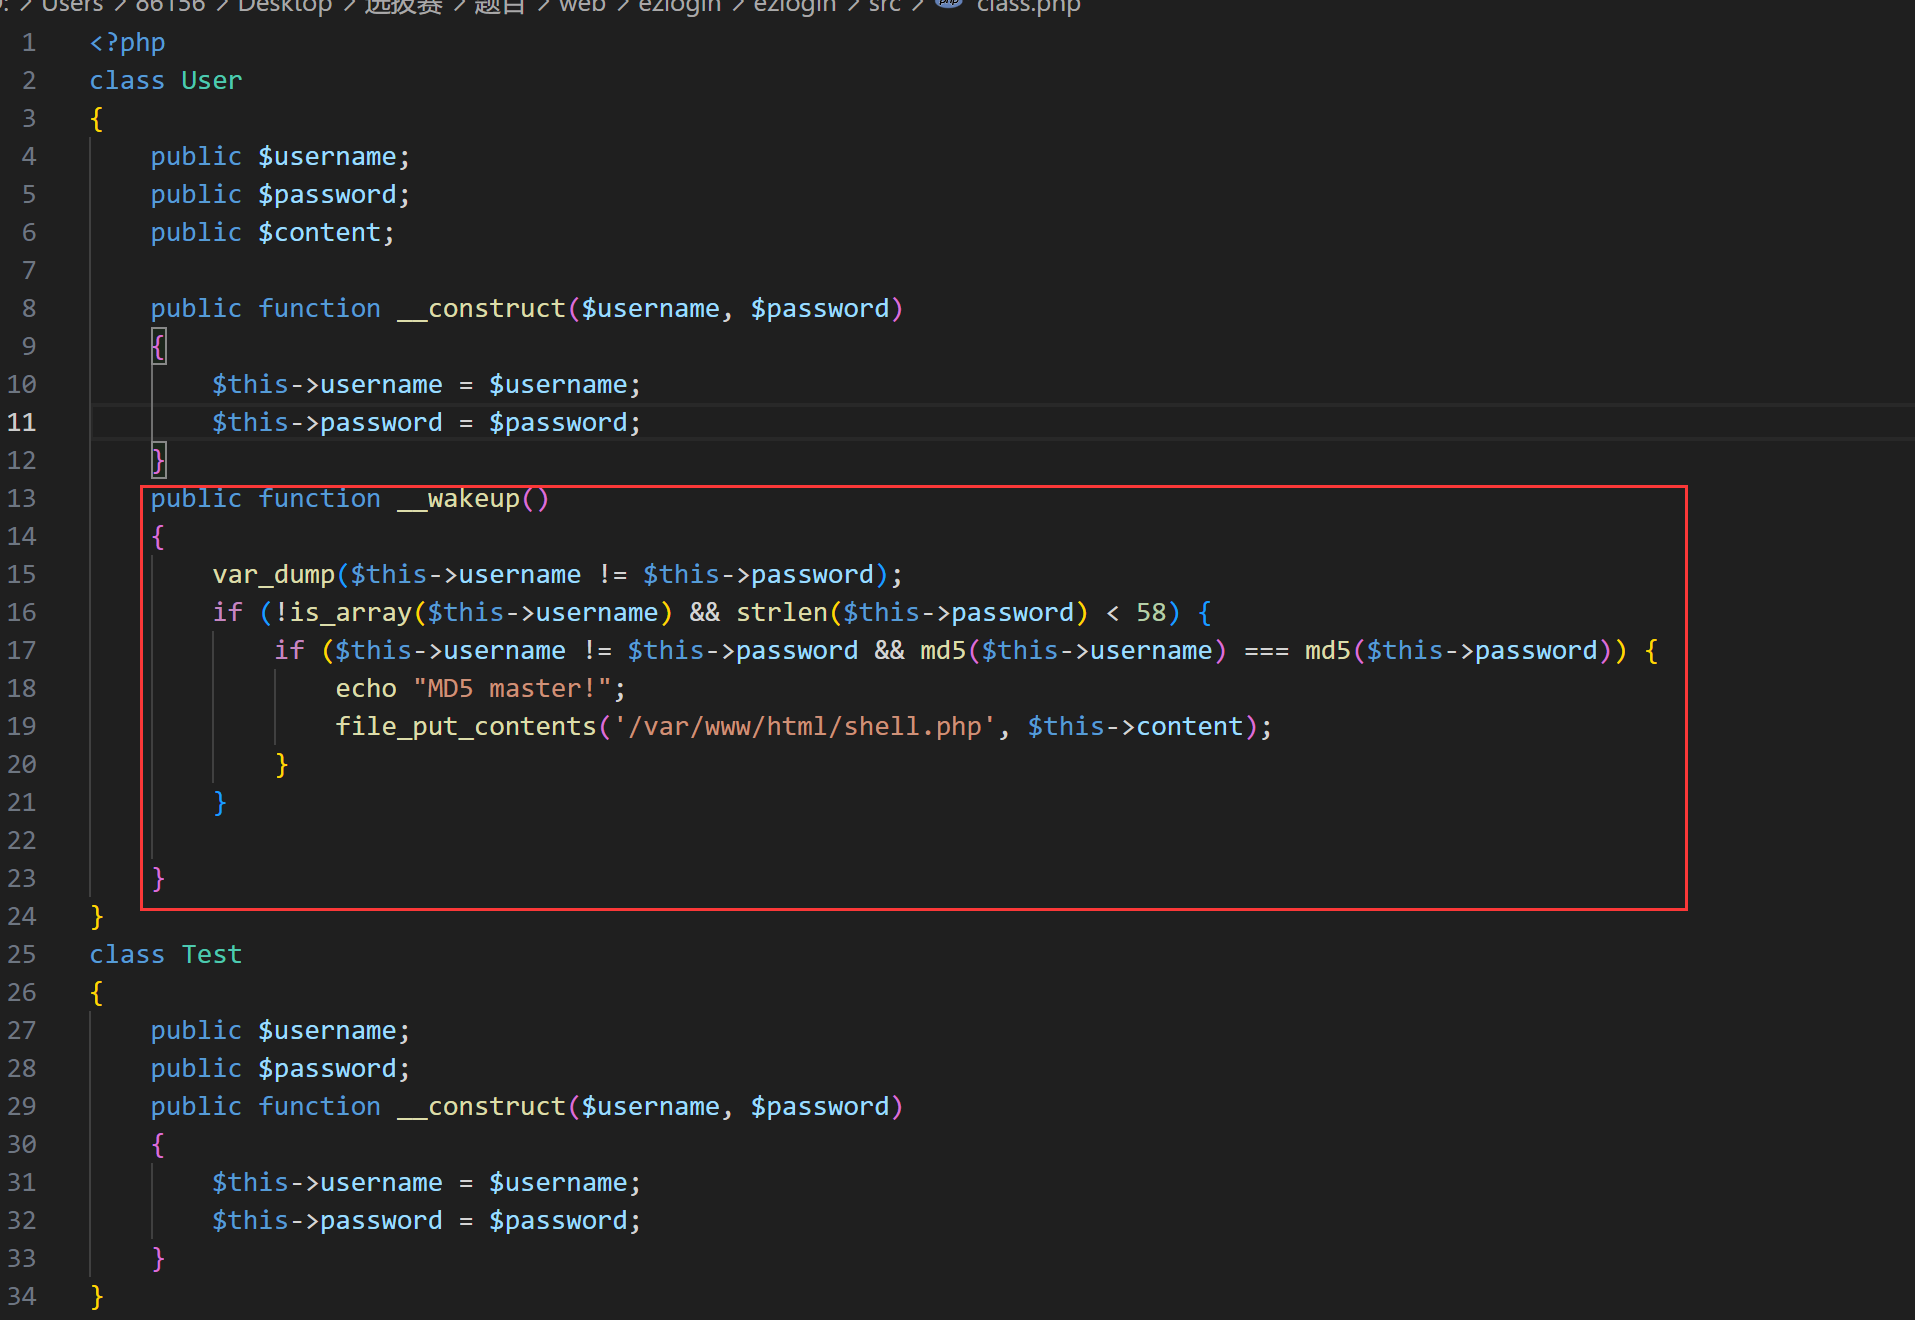 Users > 86156 > Desktop > 选拔赛 > 题目 > web > ezlogin > ezlogin > src > php class.php
1 <?php
2 class User
3 {
4 public $username;
5 public $password;
6 public $content;
7
8 public function __construct($username, $password)
9 {
10 $this->username = $username;
11 $this->password = $password;
12 }
13 public function __wakeup()
14 {
15 var_dump($this->username != $this->password);
16 if (!is_array($this->username) && strlen($this->password) < 58) {
17 if ($this->username != $this->password && md5($this->username) === md5($this->password)) {
18 echo "MD5 master!";
19 file_put_contents('/var/www/html/shell.php', $this->content);
20 }
21 }
22
23 }
24 }
25 class Test
26 {
27 public $username;
28 public $password;
29 public function __construct($username, $password)
30 {
31 $this->username = $username;
32 $this->password = $password;
33 }
34 }